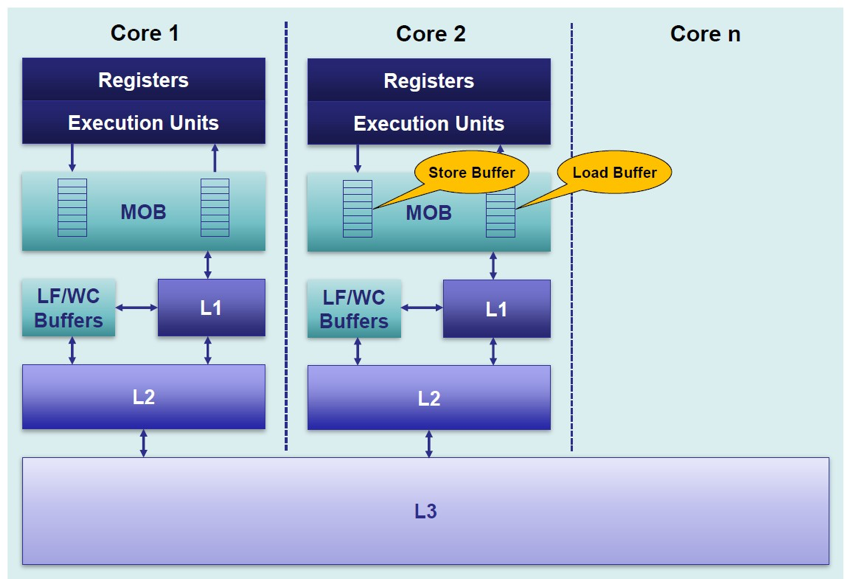 Core 1
Core 2
Core n
Registers
Execution Units
Registers
Execution Units
Store Buffer
Load Buffer
MOB
MOB
LF/WC
Buffers
L1
LF/WC
Buffers
L1
L2
L2
L3